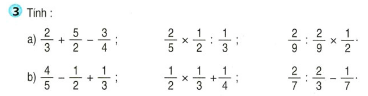 3 Tính :
a) 2/3 + 5/2 - 3/4 ; 2/5 × 1/2 : 1/3 ; 2/9 : 2/9 × 1/2 .
b) 4/5 - 1/2 + 1/3 ; 1/2 × 1/3 + 1/4 ; 2/7 : 2/3 - 1/7 .